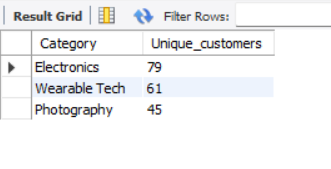 Result Grid Filter Rows:
Category Unique_customers
Electronics 79
Wearable Tech 61
Photography 45